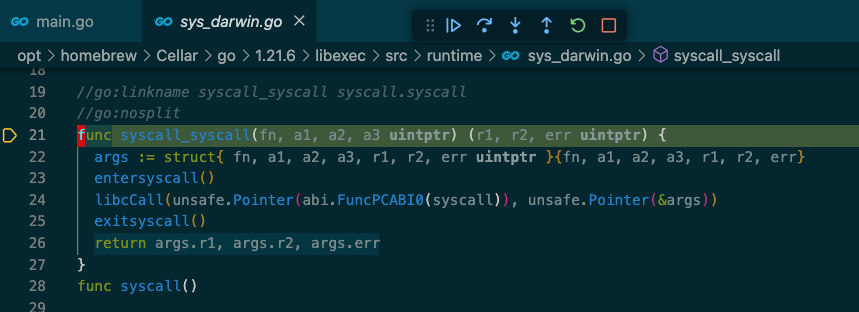 GO main.go GO sys_darwin.go ×
opt > homebrew > Cellar > go > 1.21.6 > libexec > src > runtime > GO sys_darwin.go > syscall_syscall
18
19 //go:linkname syscall_syscall syscall.syscall
20 //go:nosplit
21 func syscall_syscall(fn, a1, a2, a3 uintptr) (r1, r2, err uintptr) {
22 args := struct{ fn, a1, a2, a3, r1, r2, err uintptr }{fn, a1, a2, a3, r1, r2, err}
23 entersyscall()
24 libcCall(unsafe.Pointer(abi.FuncPCABI0(syscall)), unsafe.Pointer(&args))
25 exitsyscall()
26 return args.r1, args.r2, args.err
27 }
28 func syscall()
29